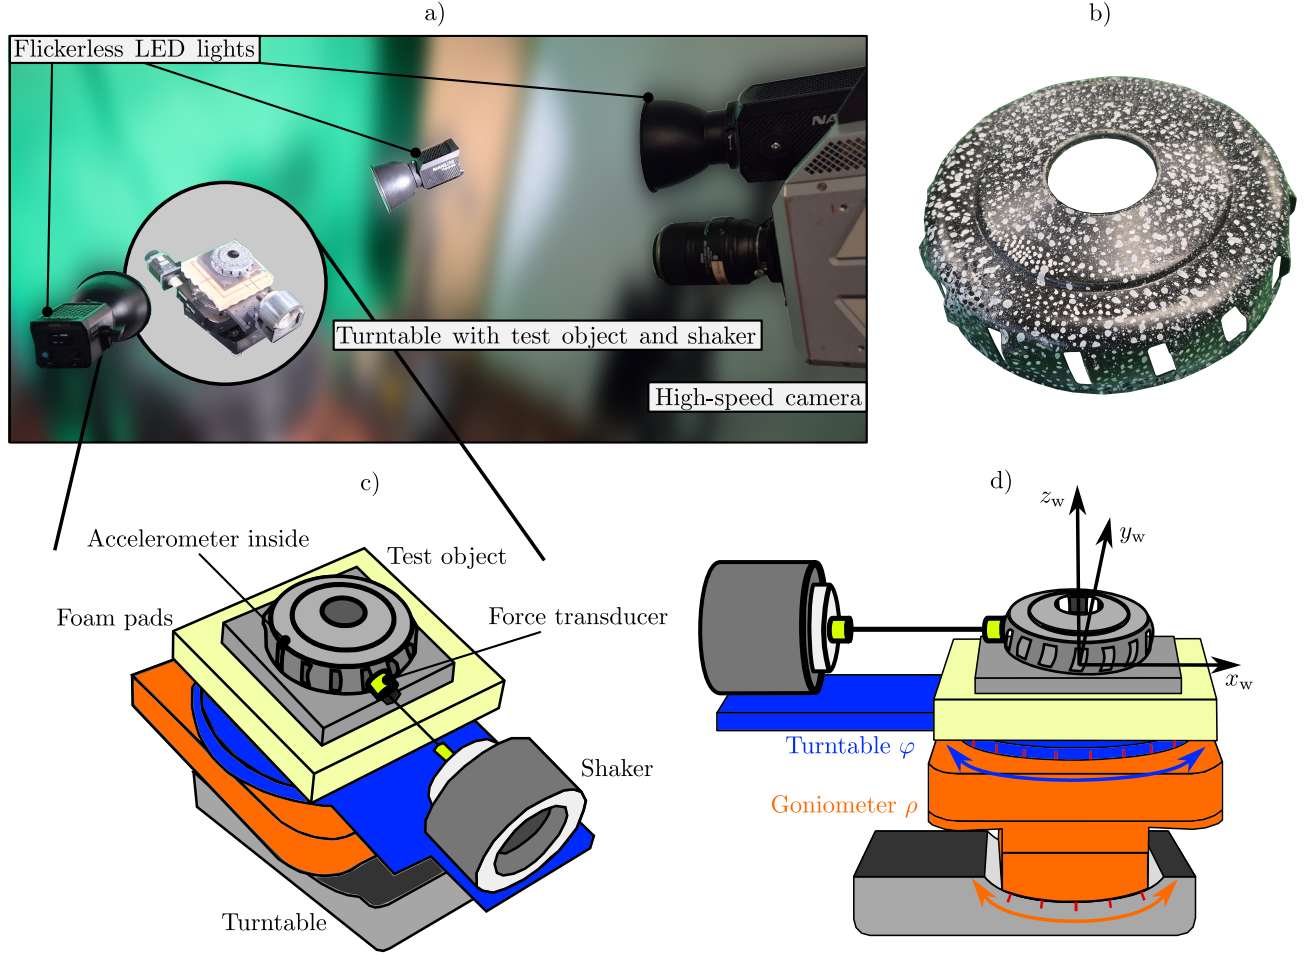 a)
b)
Flickerless LED lights
NA
Turntable with test object and shaker
High-speed camera
c)
d)
Accelerometer inside
Test object
Foam pads
Force transducer
Shaker
Turntable
z_w
y_w
x_w
Turntable φ
Goniometer ρ